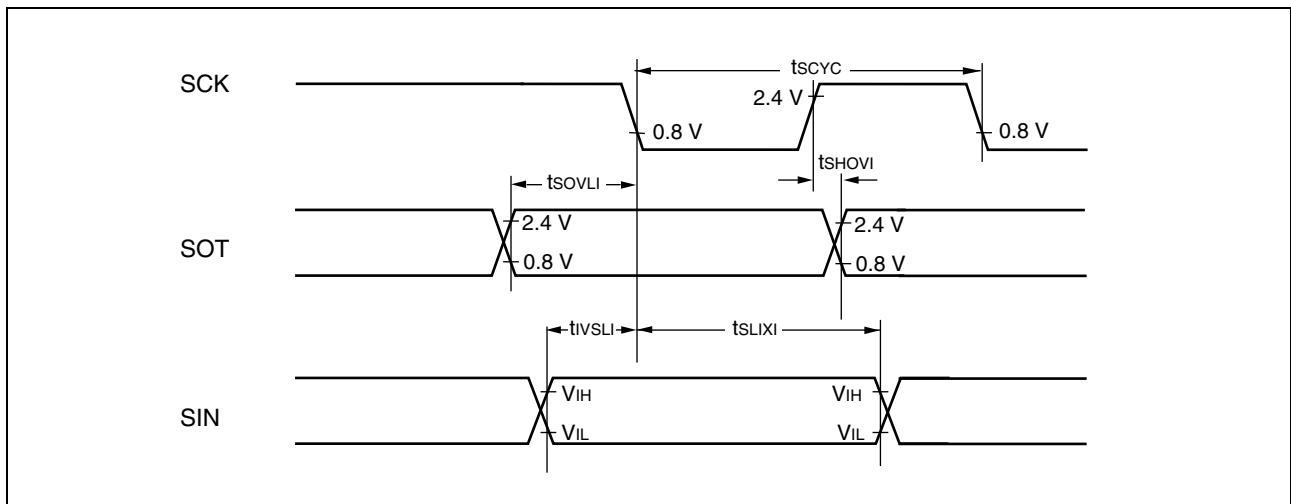 SCK
tSCYC
2.4 V
0.8 V
0.8 V
tSHOVI
tSOVLI
SOT
2.4 V
0.8 V
2.4 V
0.8 V
tIVSLI
tSLIXI
SIN
VIH
VIL
VIH
VIL